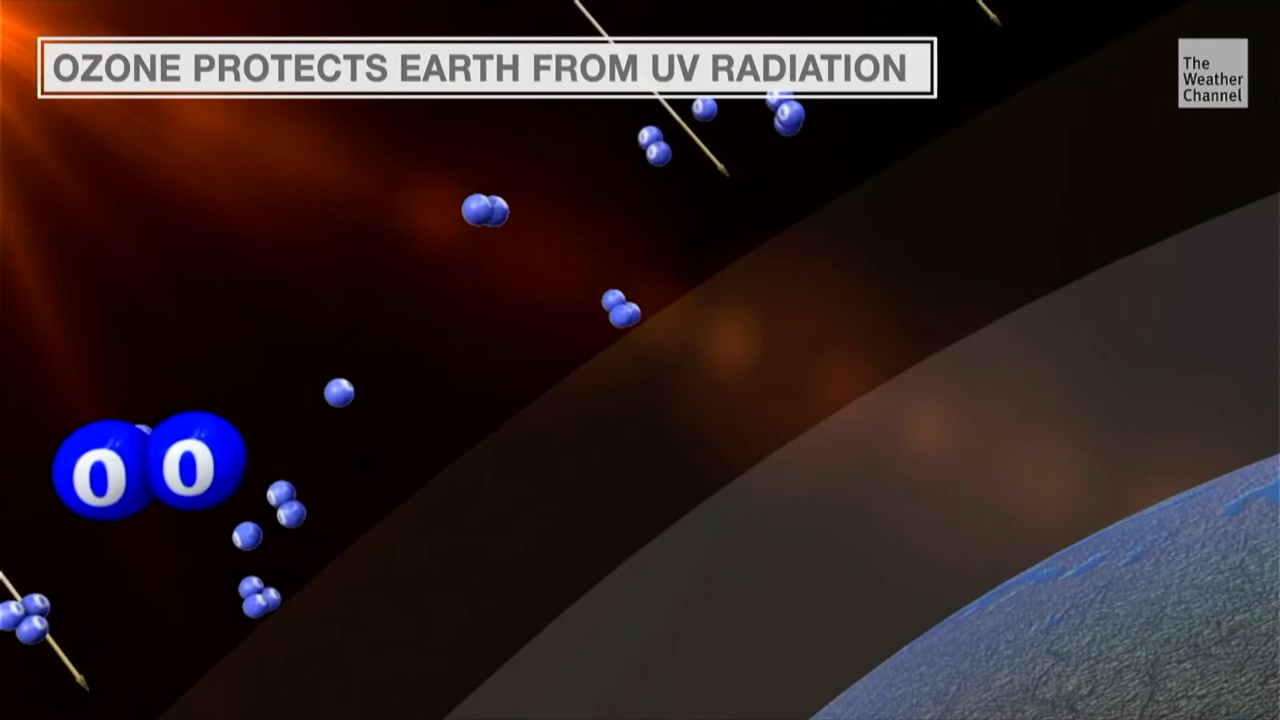 OZONE PROTECTS EARTH FROM UV RADIATION
The
Weather
Channel
O O